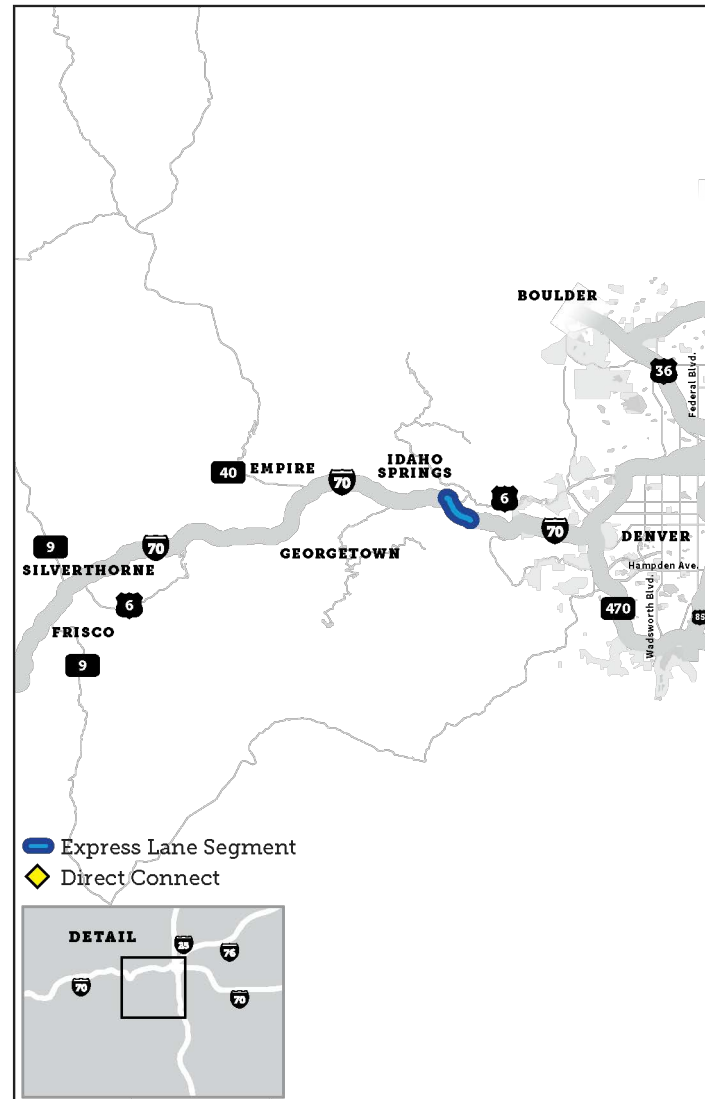 BOULDER
36
Federal Blvd.
IDAHO
SPRINGS
40
EMPIRE
70
6
70
DENVER
9
70
SILVERTHORNE
GEORGETOWN
Hampden Ave.
6
470
Wadsworth Blvd.
85
FRISCO
9
Express Lane Segment
Direct Connect
DETAIL
25
76
70
70